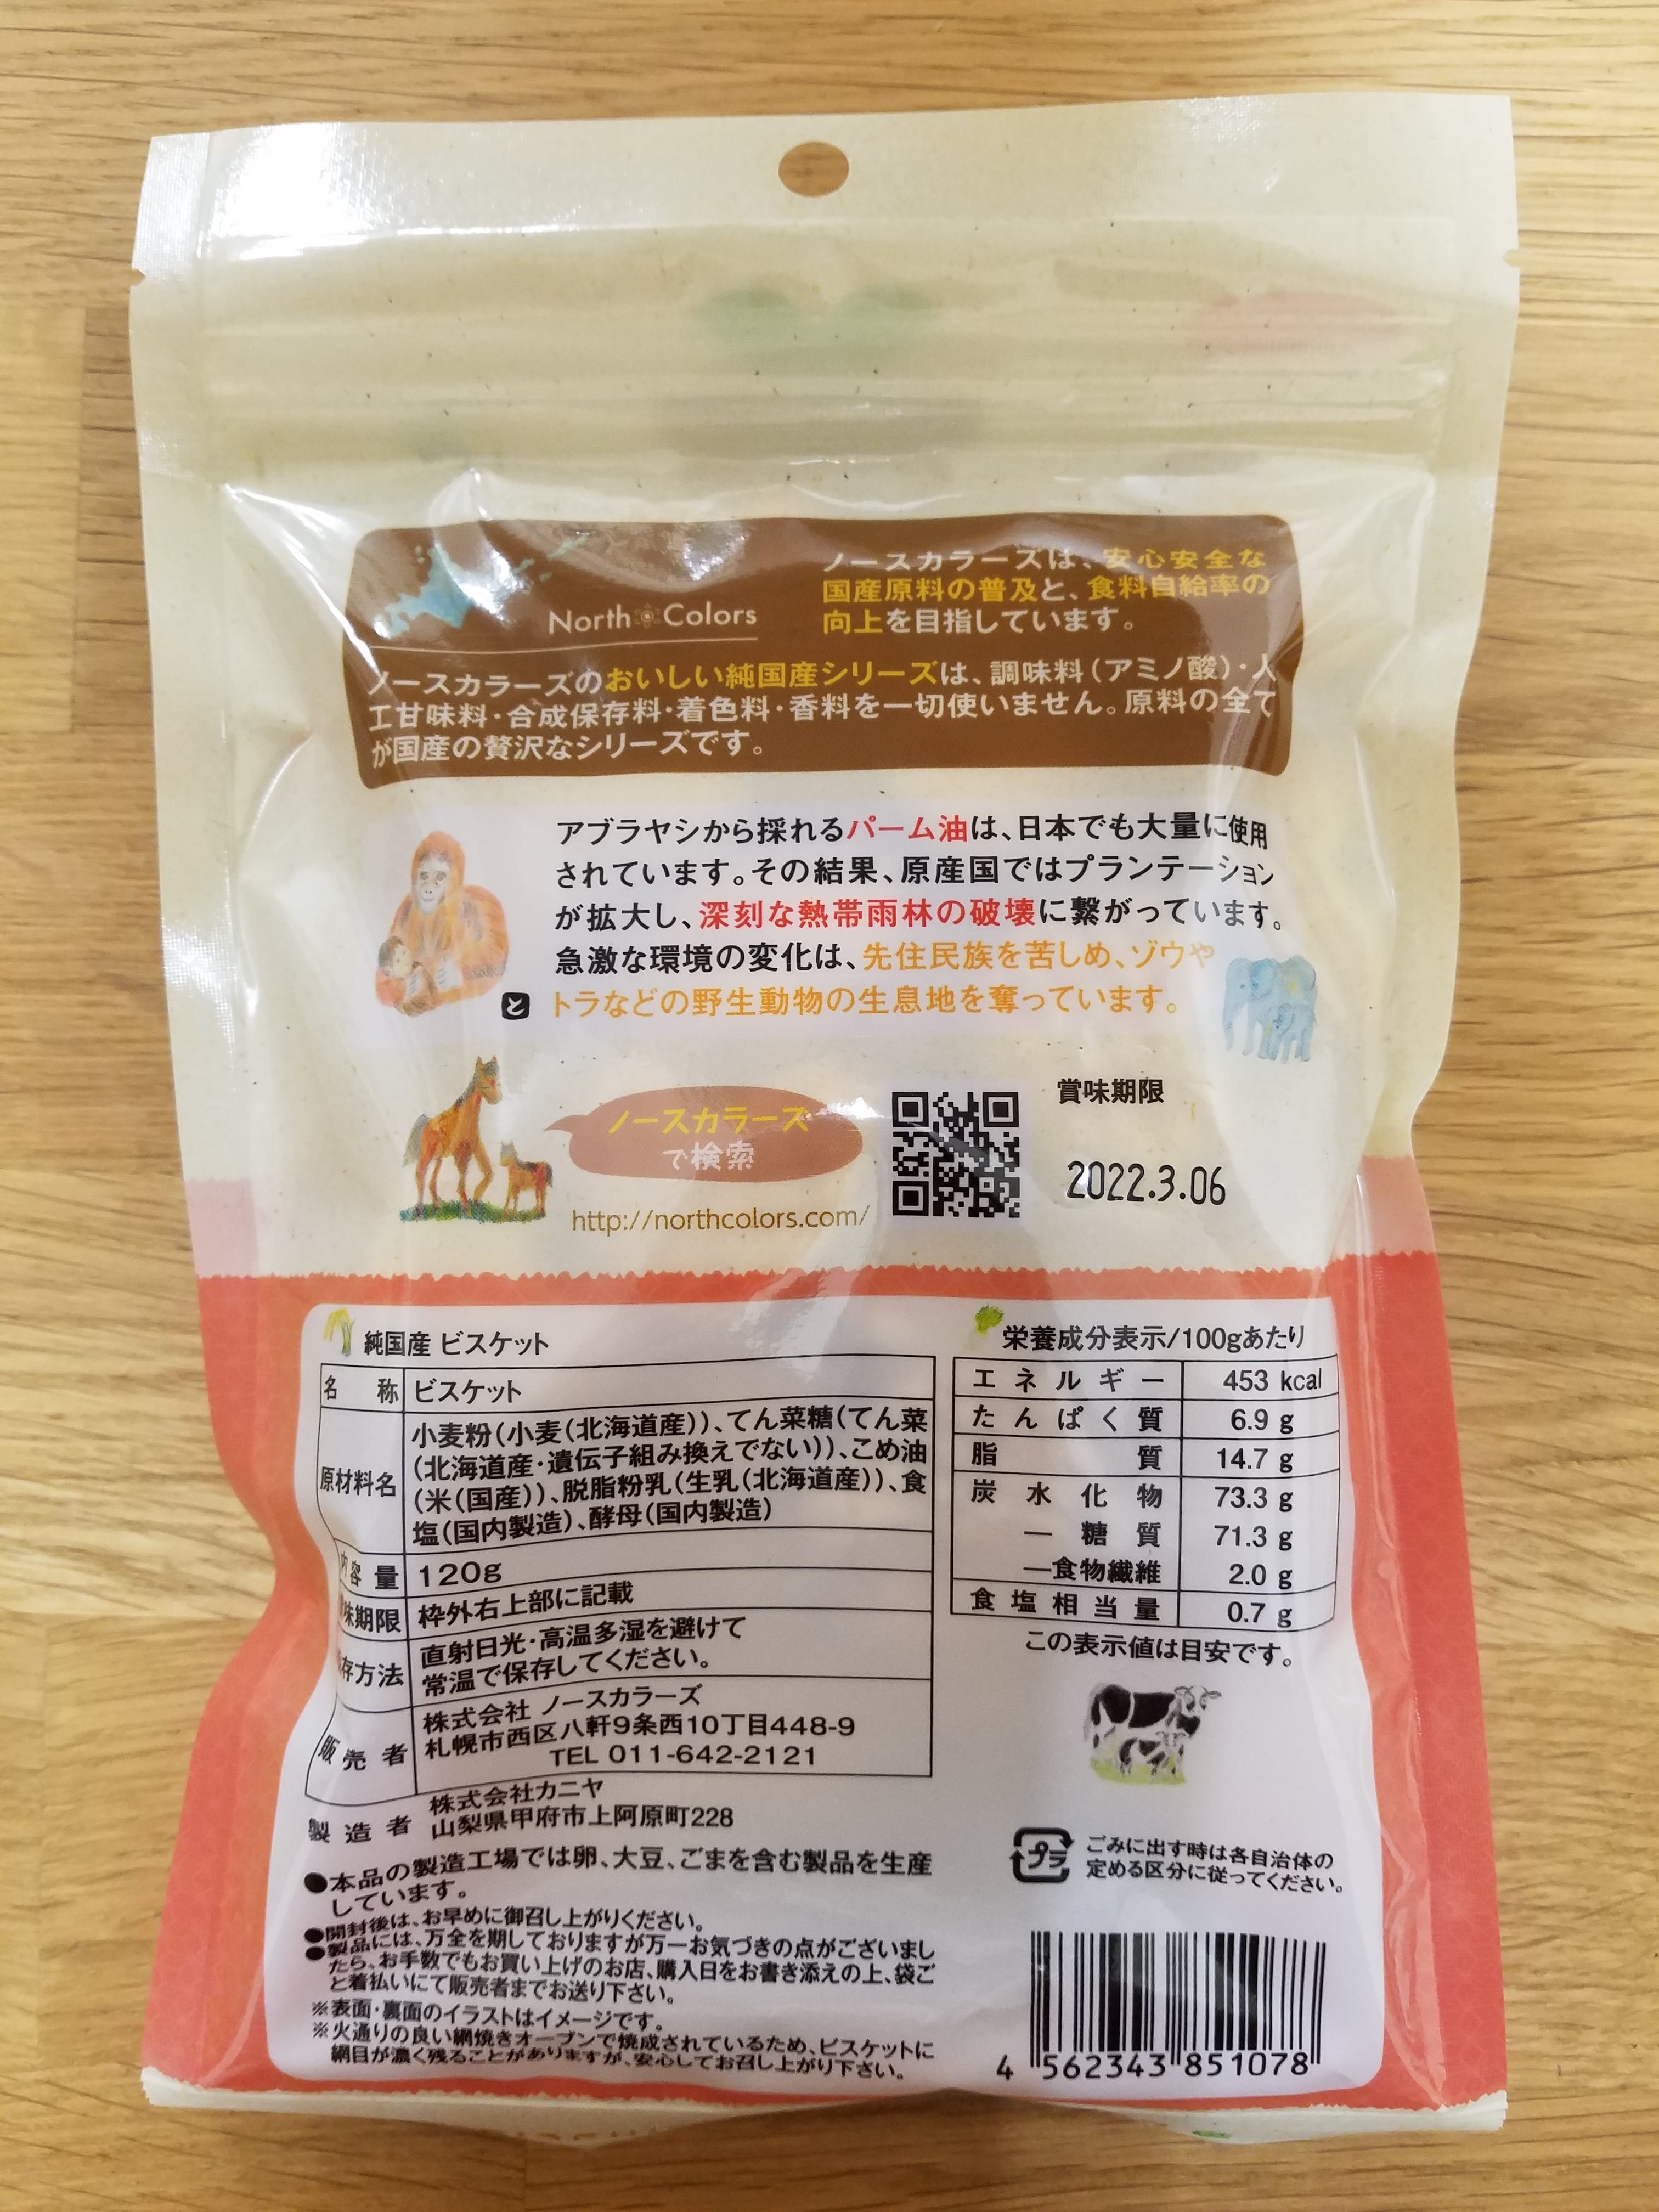 North Colors
ノースカラーズは、安心安全な
国産原料の普及と、食料自給率の
向上を目指しています。
ノースカラーズのおいしい純国産シリーズは、調味料(アミノ酸)・人
工甘味料・合成保存料・着色料・香料を一切使いません。原料の全て
が国産の贅沢なシリーズです。
アブラヤシから採れるパーム油は、日本でも大量に使用
されています。その結果、原産国ではプランテーション
が拡大し、深刻な熱帯雨林の破壊に繋がっています。
急激な環境の変化は、先住民族を苦しめ、ゾウや
トラなどの野生動物の生息地を奪っています。
と
ノースカラーズ
で検索
http://northcolors.com/
賞味期限
2022.3.06
純国産 ビスケット
名称 ビスケット
原材料名 小麦粉(小麦(北海道産))、てん菜糖(てん菜
(北海道産・遺伝子組み換えでない))、こめ油
(米(国産))、脱脂粉乳(生乳(北海道産))、食
塩(国内製造)、酵母(国内製造)
内容量 120g
味期限 枠外右上部に記載
存方法 直射日光・高温多湿を避けて
常温で保存してください。
販売者 株式会社 ノースカラーズ
札幌市西区八軒9条西10丁目448-9
TEL 011-642-2121
製造者 株式会社カニヤ
山梨県甲府市上阿原町228
●本品の製造工場では卵、大豆、ごまを含む製品を生産
しています。
●開封後は、お早めに御召し上がりください。
●製品には、万全を期しておりますが万一お気づきの点がございまし
たら、お手数でもお買い上げのお店、購入日をお書き添えの上、袋ご
と着払いにて販売者までお送り下さい。
※表面・裏面のイラストはイメージです。
※火通りの良い網焼きオーブンで焼成されているため、ビスケットに
網目が濃く残ることがありますが、安心してお召し上がり下さい。
栄養成分表示/100gあたり
エネルギー 453 kcal
たんぱく質 6.9 g
脂質 14.7 g
炭水化物 73.3 g
―糖質 71.3 g
―食物繊維 2.0 g
食塩相当量 0.7 g
この表示値は目安です。
プラ
ごみに出す時は各自治体の
定める区分に従ってください。
4 562343 851078